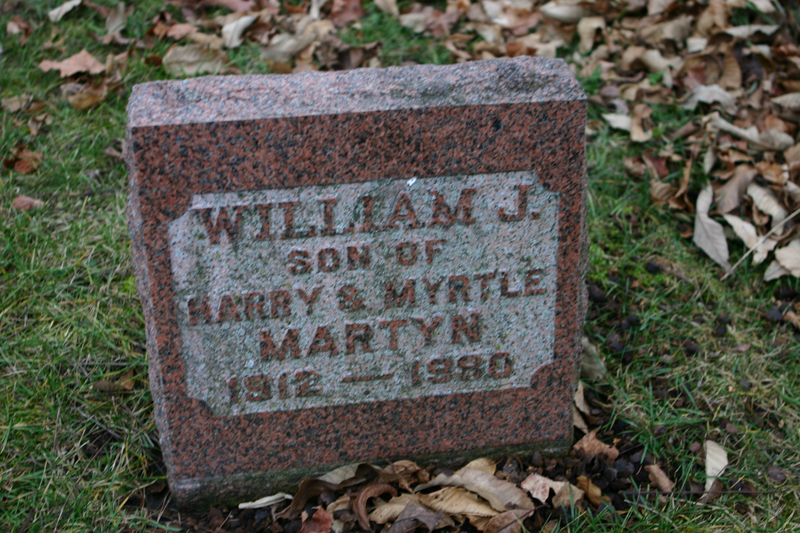 WILLIAM J.
SON OF
HARRY & MYRTLE
MARTYN
1912 — 1980